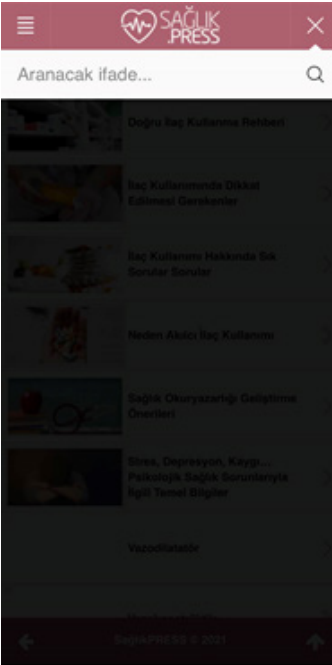 SAĞLIK
.PRESS
Aranacak ifade...
Doğru İlaç Kullanma Rehberi
İlaç Kullanımında Dikkat
Edilmesi Gerekenler
İlaç Kullanımı Hakkında Sık
Sorular Sorular
Neden Akılcı İlaç Kullanımı
Sağlık Okuryazarlığı Geliştirme
Önerileri
Stres, Depresyon, Kaygı...
Psikolojik Sağlık Sorunlarıyla
İlgili Temel Bilgiler
Vazodilatatör
SağlıkPRESS © 2021